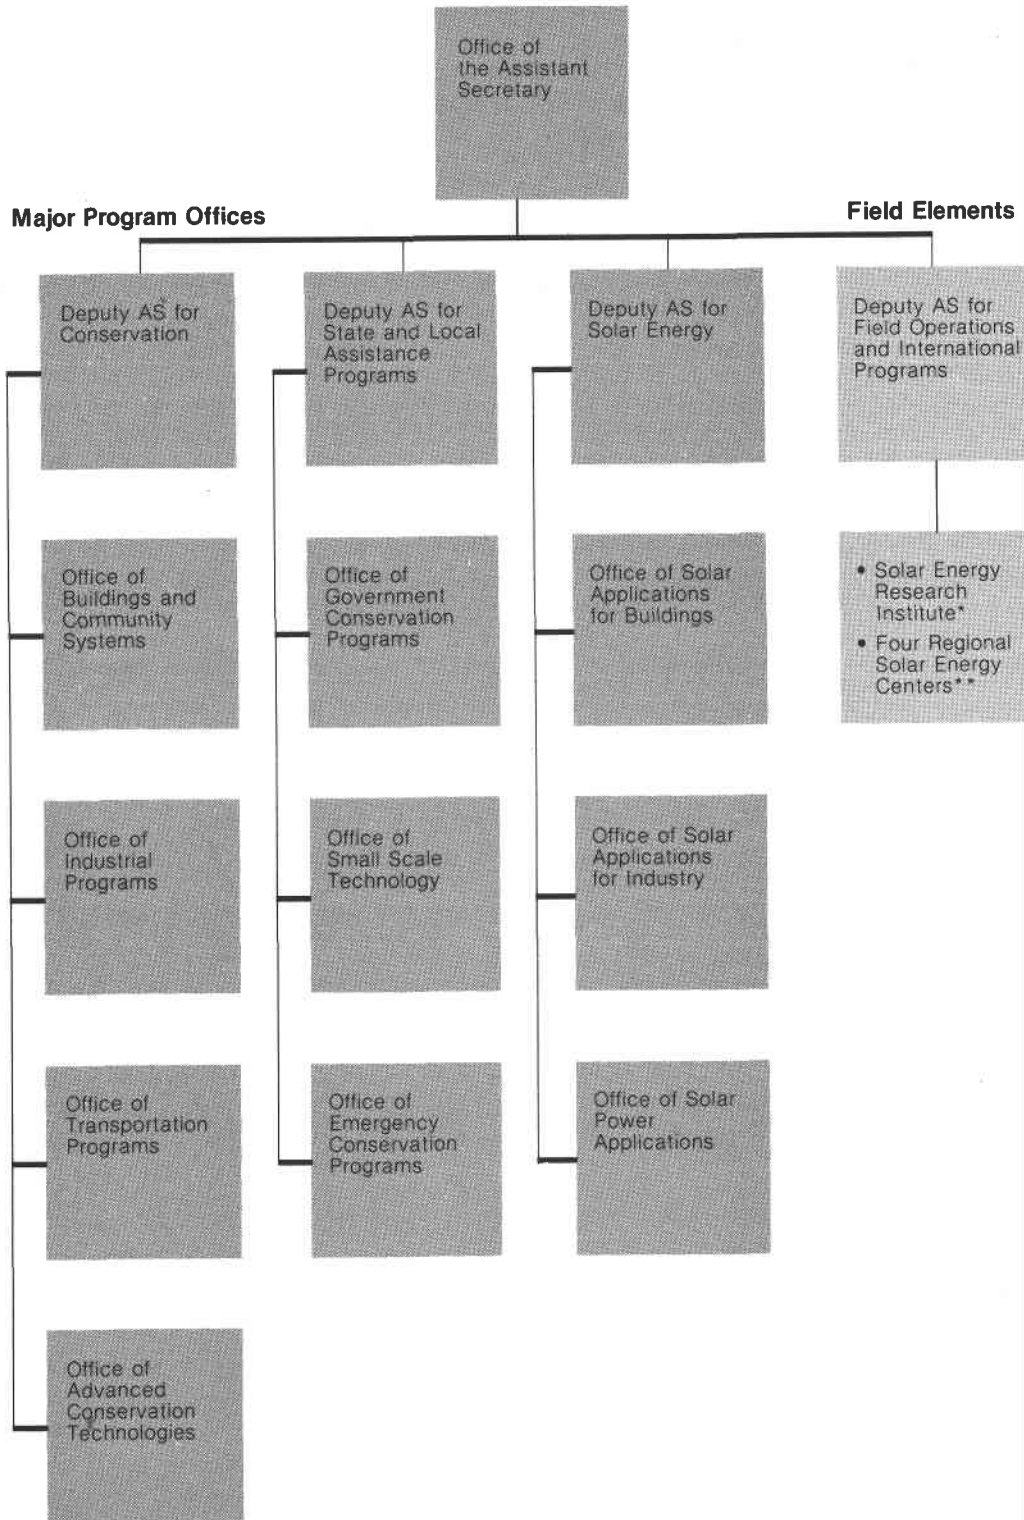 Office of
the Assistant
Secretary
Major Program Offices
Field Elements
Deputy AS for
Conservation
Deputy AS for
State and Local
Assistance
Programs
Deputy AS for
Solar Energy
Deputy AS for
Field Operations
and International
Programs
Office of
Buildings and
Community
Systems
Office of
Government
Conservation
Programs
Office of Solar
Applications
for Buildings
• Solar Energy
Research
Institute*
• Four Regional
Solar Energy
Centers**
Office of
Industrial
Programs
Office of
Small Scale
Technology
Office of Solar
Applications
for Industry
Office of
Transportation
Programs
Office of
Emergency
Conservation
Programs
Office of Solar
Power
Applications
Office of
Advanced
Conservation
Technologies